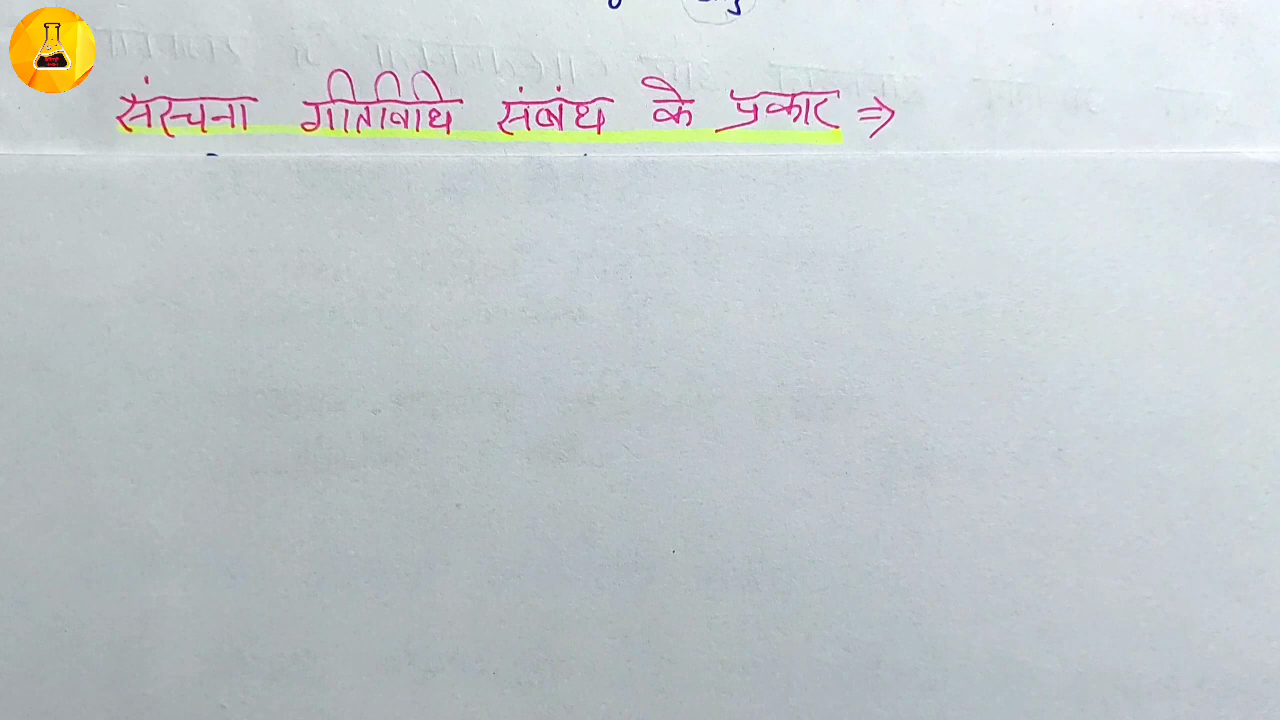 संरचना गतिविधि संबंध के प्रकार ⇒